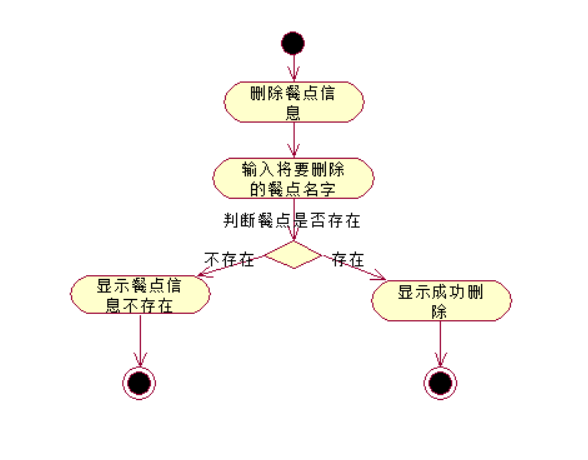 删除餐点信
息
输入将要删除
的餐点名字
判断餐点是否存在
不存在
存在
显示餐点信
息不存在
显示成功删
除